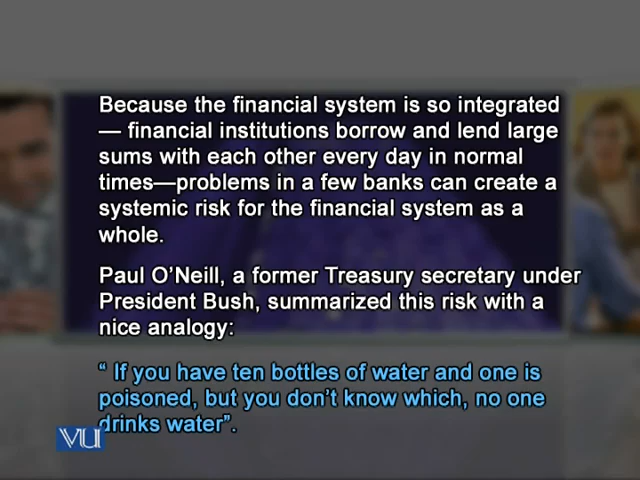 Because the financial system is so integrated
— financial institutions borrow and lend large
sums with each other every day in normal
times—problems in a few banks can create a
systemic risk for the financial system as a
whole.
Paul O’Neill, a former Treasury secretary under
President Bush, summarized this risk with a
nice analogy:
“ If you have ten bottles of water and one is
poisoned, but you don’t know which, no one
drinks water”.
VU